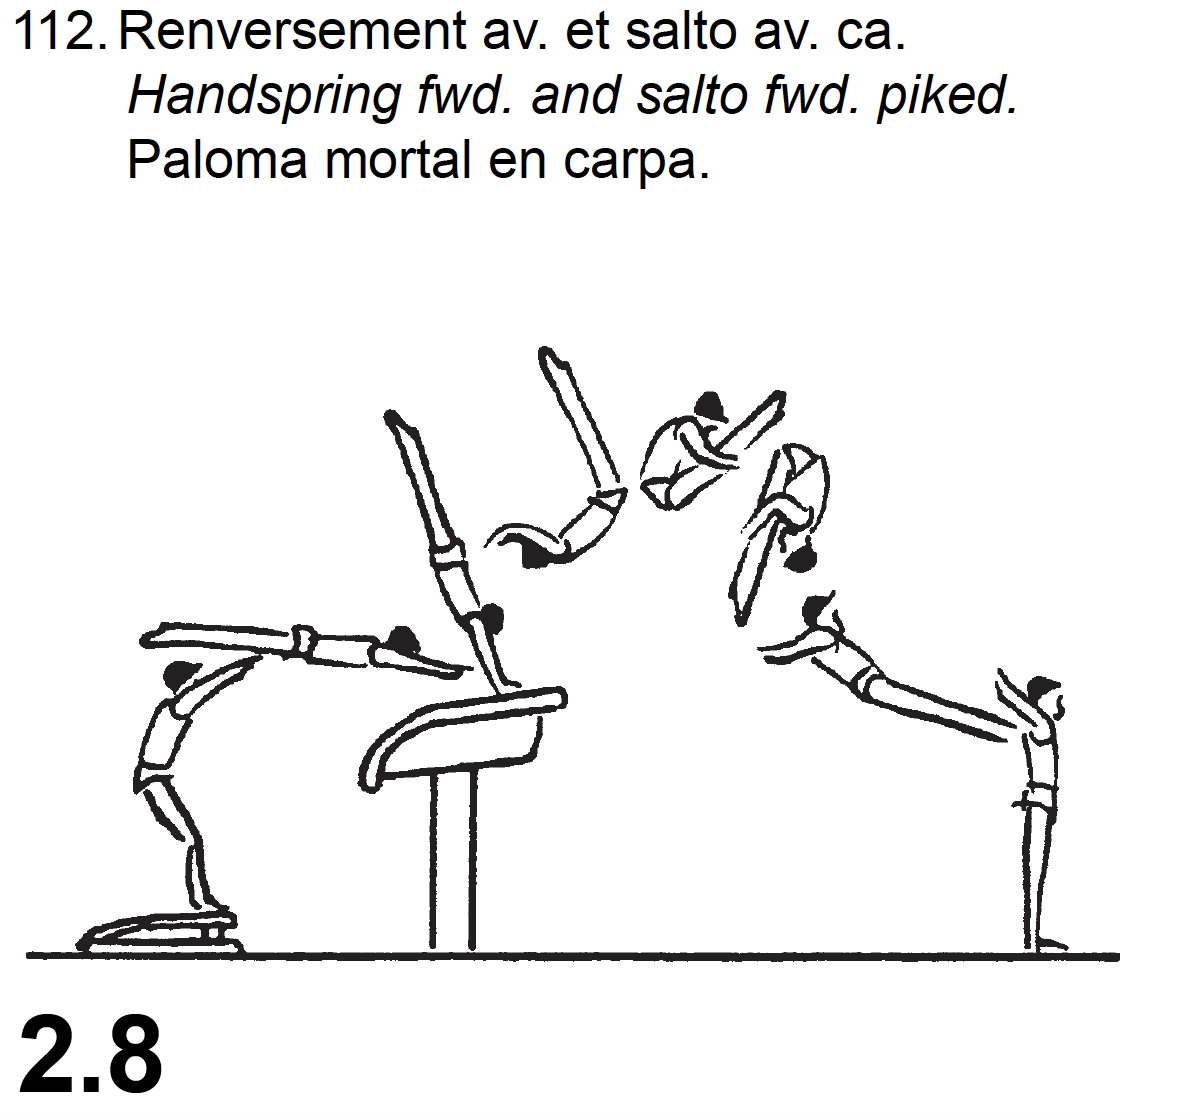 112. Renversement av. et salto av. ca.
Handspring fwd. and salto fwd. piked.
Paloma mortal en carpa.
2.8